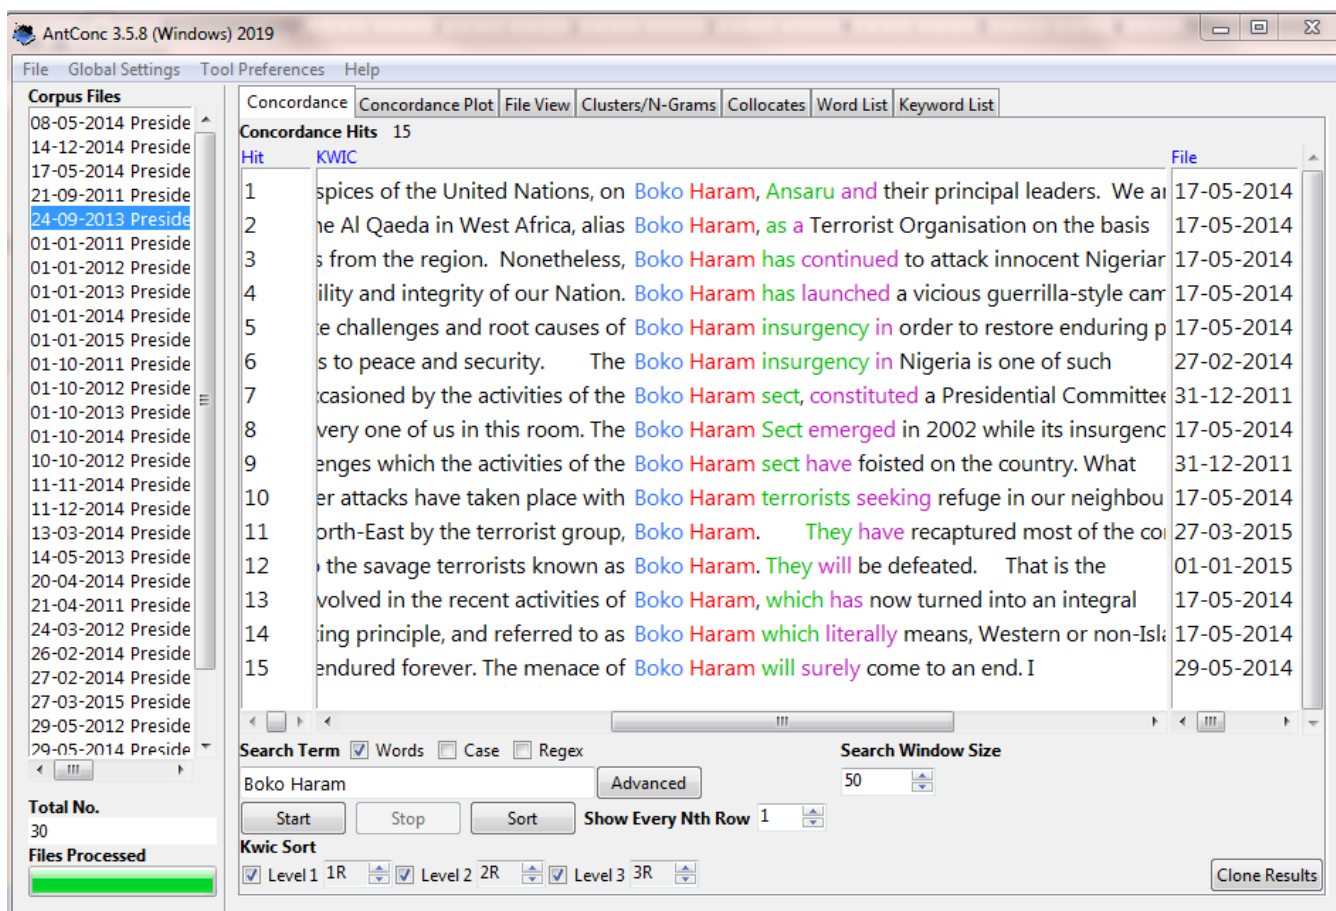 AntConc 3.5.8 (Windows) 2019
File Global Settings Tool Preferences Help
Corpus Files
08-05-2014 Preside
14-12-2014 Preside
17-05-2014 Preside
21-09-2011 Preside
24-09-2013 Preside
01-01-2011 Preside
01-01-2012 Preside
01-01-2013 Preside
01-01-2014 Preside
01-01-2015 Preside
01-10-2011 Preside
01-10-2012 Preside
01-10-2013 Preside
01-10-2014 Preside
10-10-2012 Preside
11-11-2014 Preside
11-12-2014 Preside
13-03-2014 Preside
14-05-2013 Preside
20-04-2014 Preside
21-04-2011 Preside
24-03-2012 Preside
26-02-2014 Preside
27-02-2014 Preside
27-03-2015 Preside
29-05-2012 Preside
29-05-2014 Preside
Total No.
30
Files Processed
Concordance Concordance Plot File View Clusters/N-Grams Collocates Word List Keyword List
Concordance Hits 15
Hit KWIC File
1 spices of the United Nations, on Boko Haram, Ansaru and their principal leaders. We ar 17-05-2014
2 ne Al Qaeda in West Africa, alias Boko Haram, as a Terrorist Organisation on the basis 17-05-2014
3 s from the region. Nonetheless, Boko Haram has continued to attack innocent Nigerian 17-05-2014
4 ility and integrity of our Nation. Boko Haram has launched a vicious guerrilla-style cam 17-05-2014
5 te challenges and root causes of Boko Haram insurgency in order to restore enduring p 17-05-2014
6 s to peace and security. The Boko Haram insurgency in Nigeria is one of such 27-02-2014
7 casioned by the activities of the Boko Haram sect, constituted a Presidential Committee 31-12-2011
8 very one of us in this room. The Boko Haram Sect emerged in 2002 while its insurgenc 17-05-2014
9 enges which the activities of the Boko Haram sect have foisted on the country. What 31-12-2011
10 er attacks have taken place with Boko Haram terrorists seeking refuge in our neighbou 17-05-2014
11 orth-East by the terrorist group, Boko Haram. They have recaptured most of the co 27-03-2015
12 o the savage terrorists known as Boko Haram. They will be defeated. That is the 01-01-2015
13 volved in the recent activities of Boko Haram, which has now turned into an integral 17-05-2014
14 ting principle, and referred to as Boko Haram which literally means, Western or non-Isla 17-05-2014
15 endured forever. The menace of Boko Haram will surely come to an end. I 29-05-2014
Search Term Words Case Regex Search Window Size
Boko Haram Advanced 50
Start Stop Sort Show Every Nth Row 1
Kwic Sort
Level 1 1R Level 2 2R Level 3 3R Clone Results